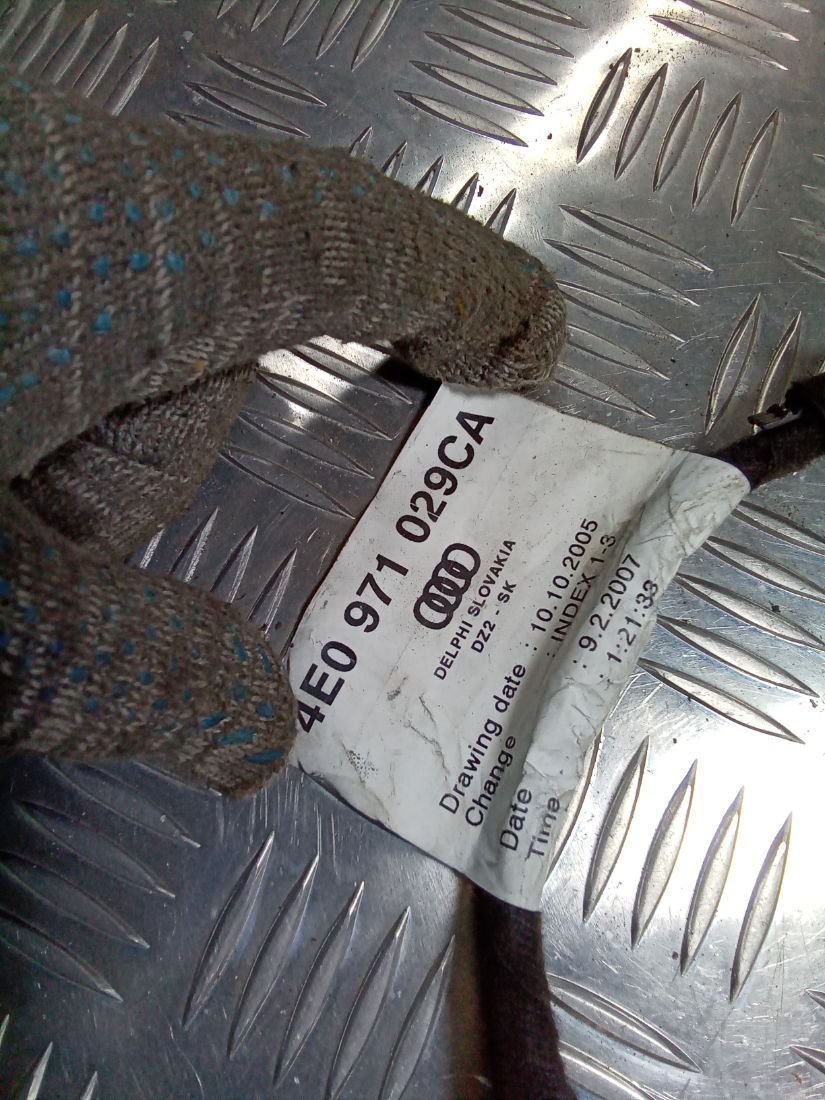 4E0 971 029CA
DELPHI SLOVAKIA
DZ2 - SK
Drawing date : 10.10.2005
Change : INDEX 1-3
Date : 9.2.2007
Time : 1:21:38